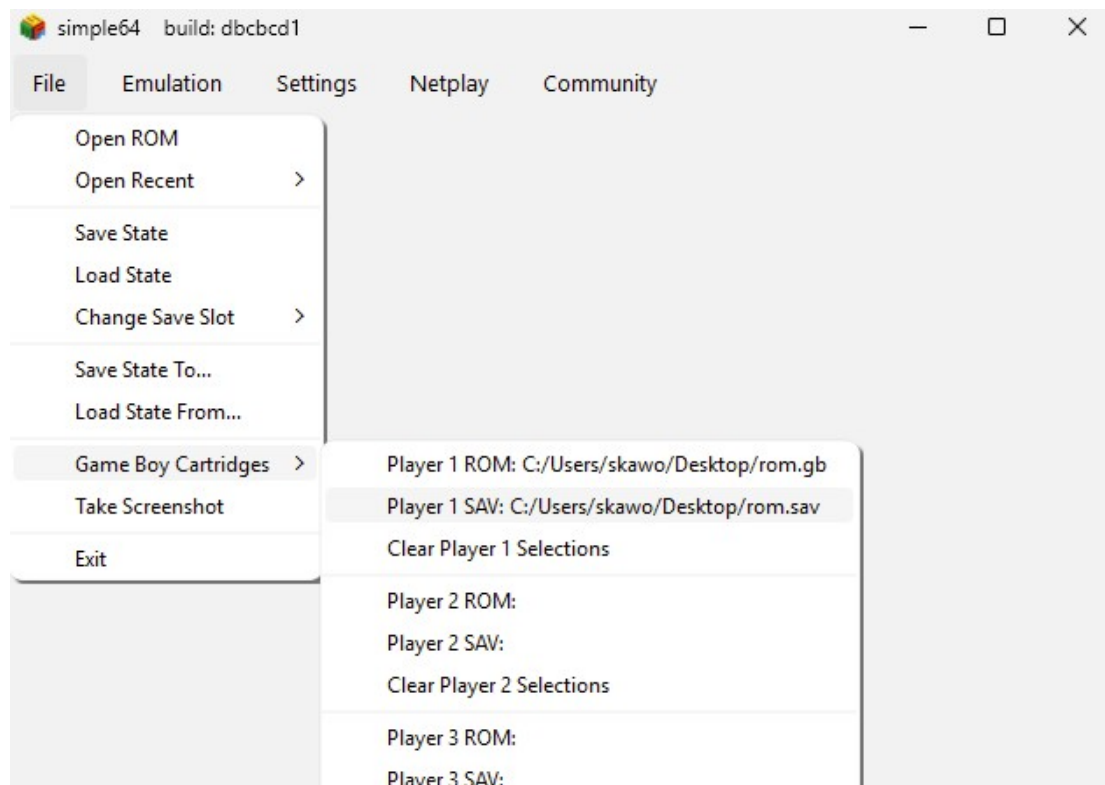 simple64 build: dbcbcd1
File Emulation Settings Netplay Community
Open ROM
Open Recent
Save State
Load State
Change Save Slot
Save State To...
Load State From...
Game Boy Cartridges
Take Screenshot
Exit
Player 1 ROM: C:/Users/skawo/Desktop/rom.gb
Player 1 SAV: C:/Users/skawo/Desktop/rom.sav
Clear Player 1 Selections
Player 2 ROM:
Player 2 SAV:
Clear Player 2 Selections
Player 3 ROM:
Player 3 SAV: